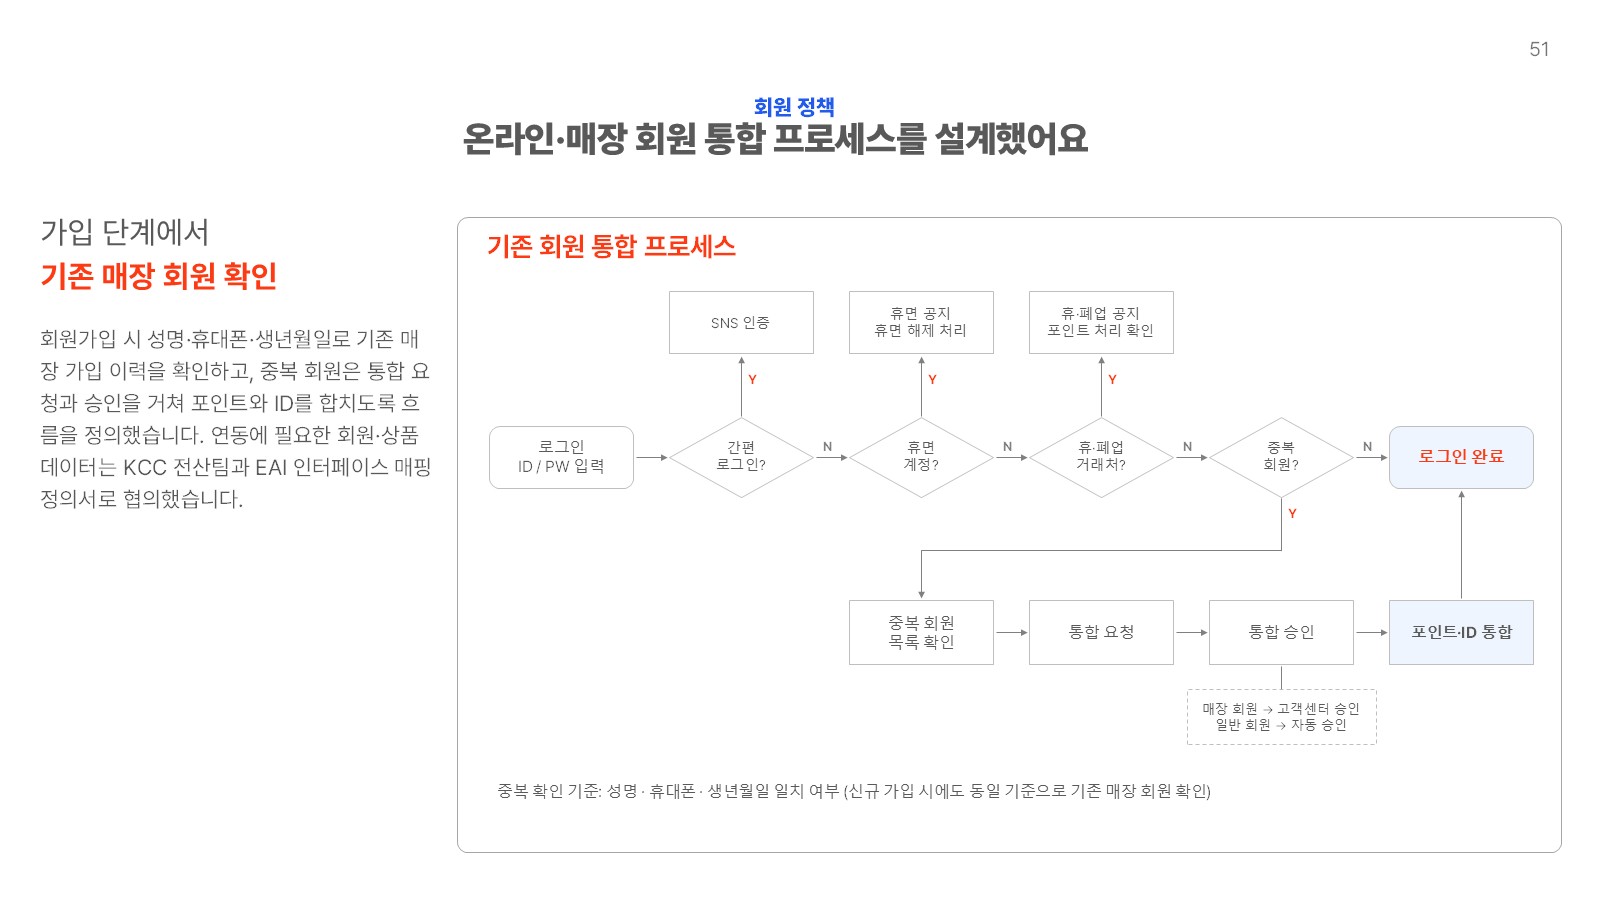 51
회원 정책
온라인·매장 회원 통합 프로세스를 설계했어요
가입 단계에서
기존 매장 회원 확인
회원가입 시 성명·휴대폰·생년월일로 기존 매
장 가입 이력을 확인하고, 중복 회원은 통합 요
청과 승인을 거쳐 포인트와 ID를 합치도록 흐
름을 정의했습니다. 연동에 필요한 회원·상품
데이터는 KCC 전산팀과 EAI 인터페이스 매핑
정의서로 협의했습니다.
기존 회원 통합 프로세스
SNS 인증
휴면 공지
휴면 해제 처리
휴·폐업 공지
포인트 처리 확인
Y
Y
Y
로그인
ID / PW 입력
간편
로그인?
N
휴면
계정?
N
휴·폐업
거래처?
N
중복
회원?
N
로그인 완료
Y
중복 회원
목록 확인
통합 요청
통합 승인
포인트·ID 통합
매장 회원 → 고객센터 승인
일반 회원 → 자동 승인
중복 확인 기준: 성명 · 휴대폰 · 생년월일 일치 여부 (신규 가입 시에도 동일 기준으로 기존 매장 회원 확인)